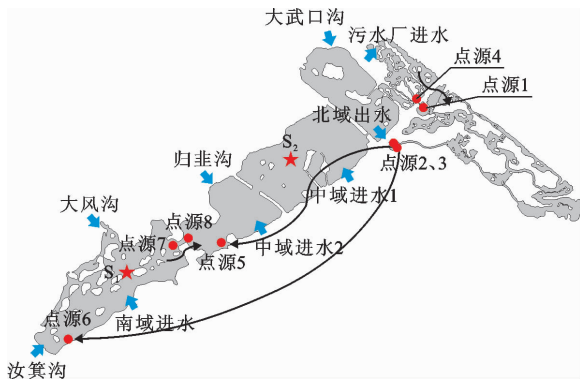 大武口沟
污水厂进水
点源4
点源1
北域出水
S2
点源2、3
归韭沟
中域进水1
大风沟
点源8
点源7
中域进水2
点源5
S1
南域进水
点源6
汝箕沟